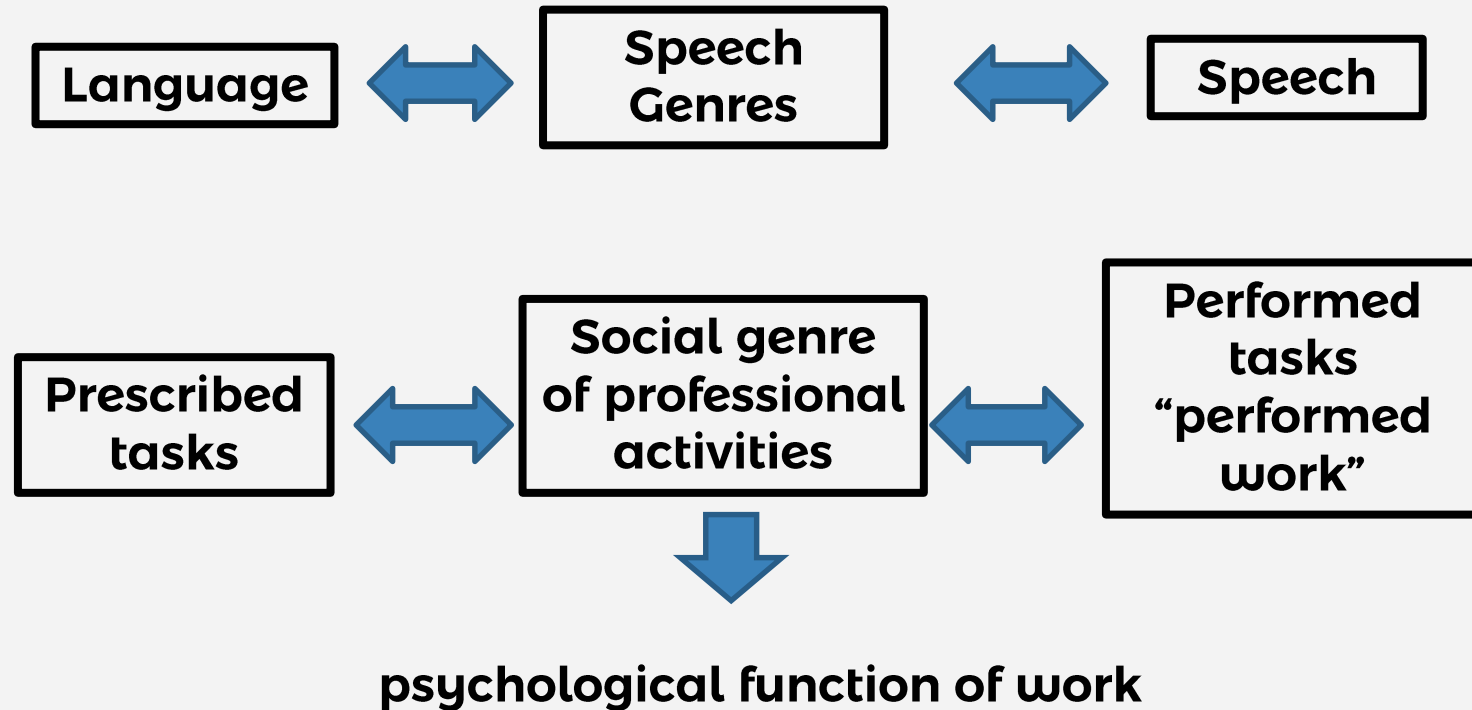 Language
Speech
Genres
Speech
Prescribed
tasks
Social genre
of professional
activities
Performed
tasks
“performed
work”
psychological function of work